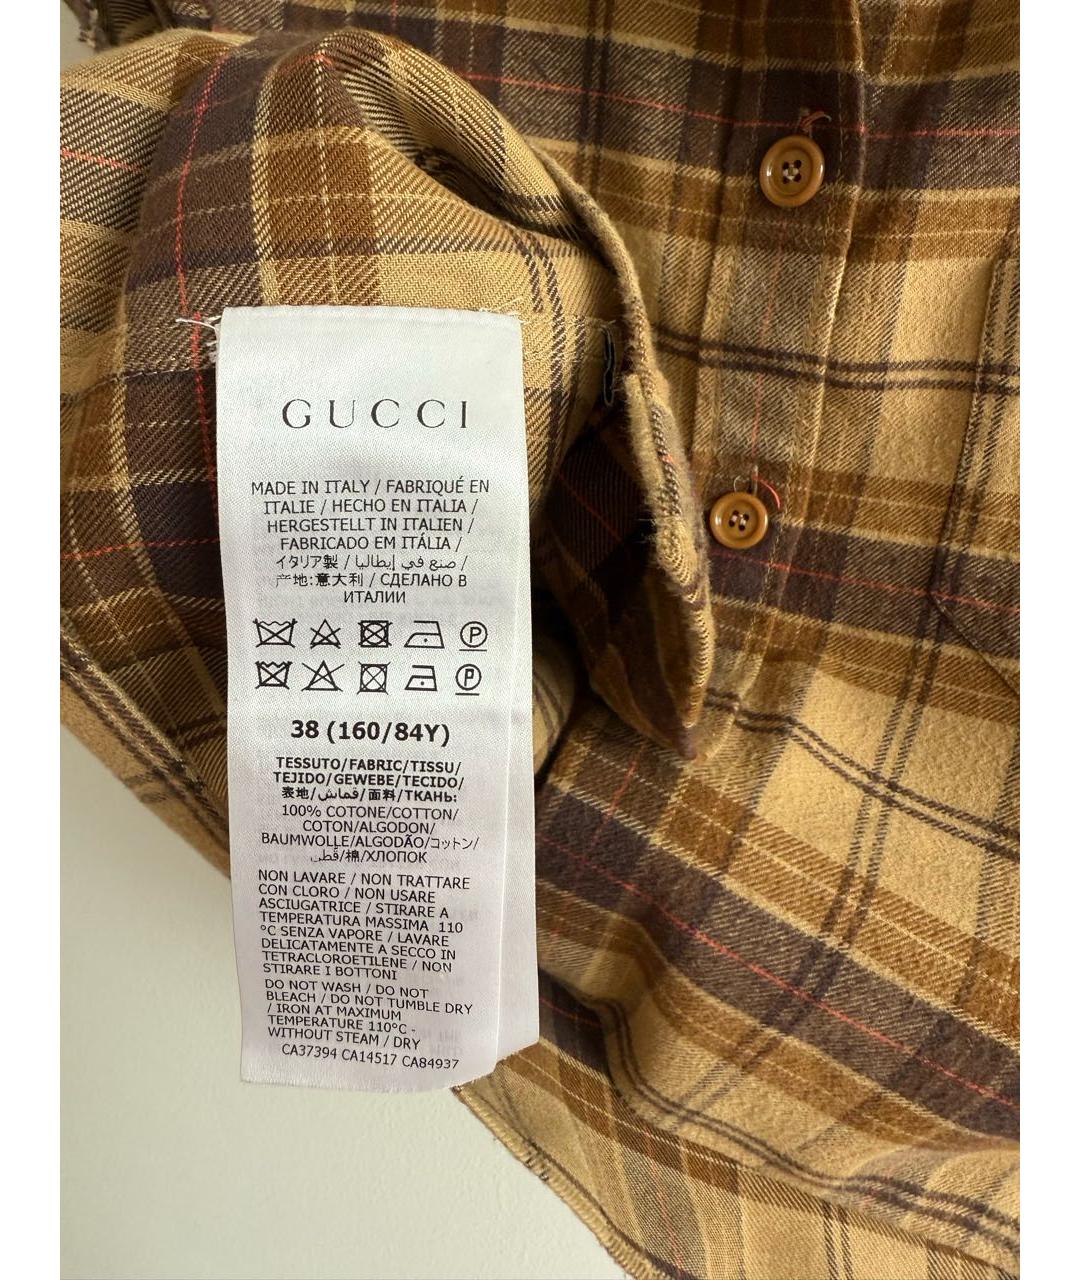 GUCCI
MADE IN ITALY / FABRIQUÉ EN
ITALIE / HECHO EN ITALIA /
HERGESTELLT IN ITALIEN /
FABRICADO EM ITÁLIA /
イタリア製 / صنع في إيطاليا /
产地:意大利 / СДЕЛАНО В
ИТАЛИИ
P
P
38 (160/84Y)
TESSUTO/FABRIC/TISSU/
TEJIDO/GEWEBE/TECIDO/
表地/قماش/面料/ТКАНЬ:
100% COTONE/COTTON/
COTON/ALGODON/
BAUMWOLLE/ALGODÃO/コットン/
قطن/棉/ХЛОПОК
NON LAVARE / NON TRATTARE
CON CLORO / NON USARE
ASCIUGATRICE / STIRARE A
TEMPERATURA MASSIMA 110
°C SENZA VAPORE / LAVARE
DELICATAMENTE A SECCO IN
TETRACLOROETILENE / NON
STIRARE I BOTTONI
DO NOT WASH / DO NOT
BLEACH / DO NOT TUMBLE DRY
/ IRON AT MAXIMUM
TEMPERATURE 110°C -
WITHOUT STEAM / DRY
CA37394 CA14517 CA84937